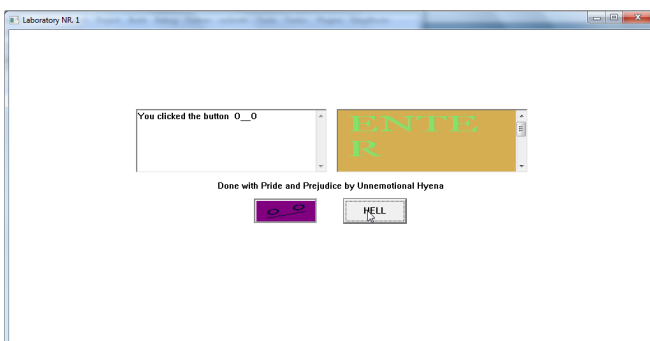 Laboratory NR. 1
You clicked the button O__O
ENTE
R
Done with Pride and Prejudice by Unnemotional Hyena
o_o
HELL